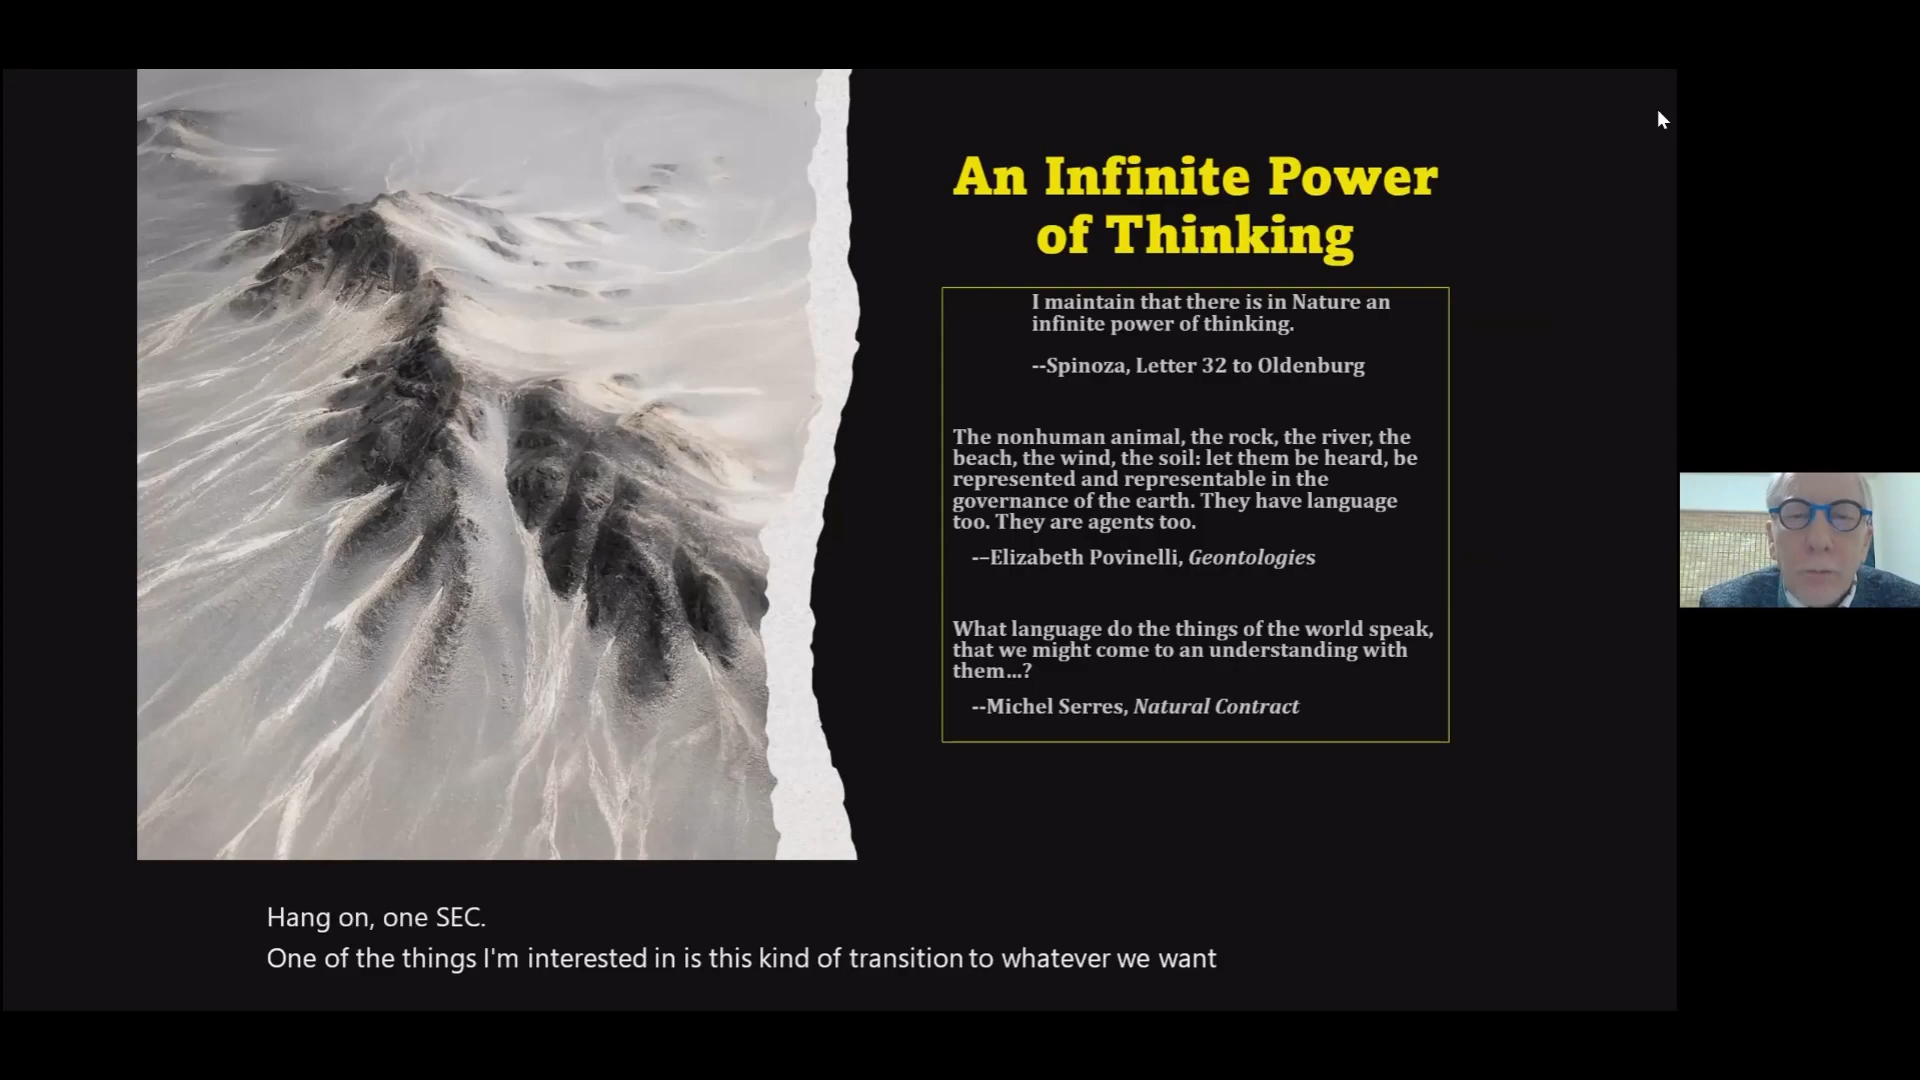 An Infinite Power
of Thinking
I maintain that there is in Nature an
infinite power of thinking.
--Spinoza, Letter 32 to Oldenburg
The nonhuman animal, the rock, the river, the
beach, the wind, the soil: let them be heard, be
represented and representable in the
governance of the earth. They have language
too. They are agents too.
--Elizabeth Povinelli, Geontologies
What language do the things of the world speak,
that we might come to an understanding with
them...?
--Michel Serres, Natural Contract
Hang on, one SEC.
One of the things I'm interested in is this kind of transition to whatever we want